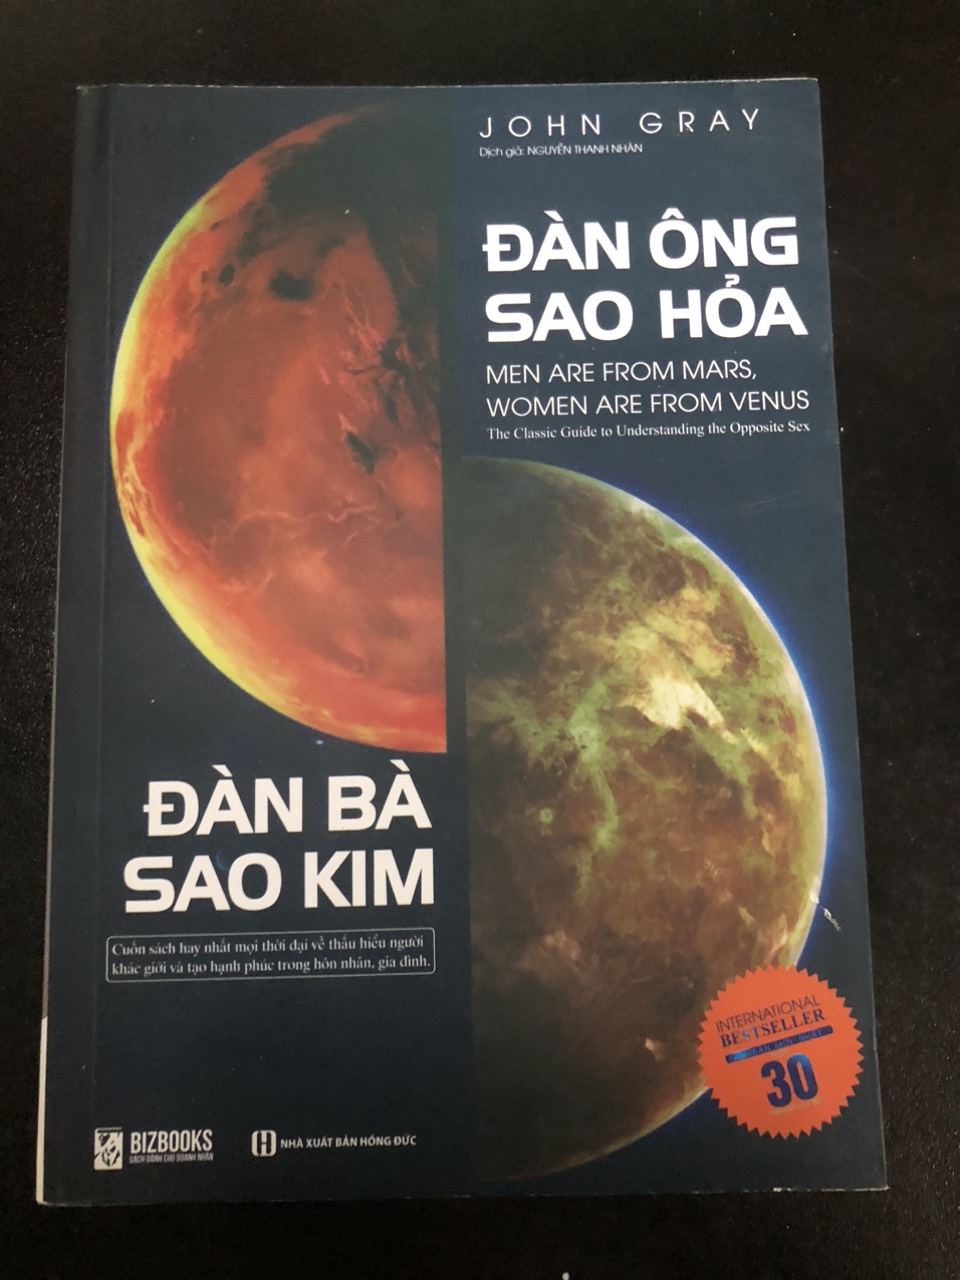 JOHN GRAY
Dịch giả: NGUYỄN THANH NHÀN
ĐÀN ÔNG
SAO HỎA
MEN ARE FROM MARS,
WOMEN ARE FROM VENUS
The Classic Guide to Understanding the Opposite Sex
ĐÀN BÀ
SAO KIM
Cuốn sách hay nhất mọi thời đại về thấu hiểu người
khác giới và tạo hạnh phúc trong hôn nhân, gia đình.
INTERNATIONAL
BESTSELLER
30
BIZBOOKS
SÁCH DÀNH CHO DOANH NHÂN
NHÀ XUẤT BẢN HỒNG ĐỨC